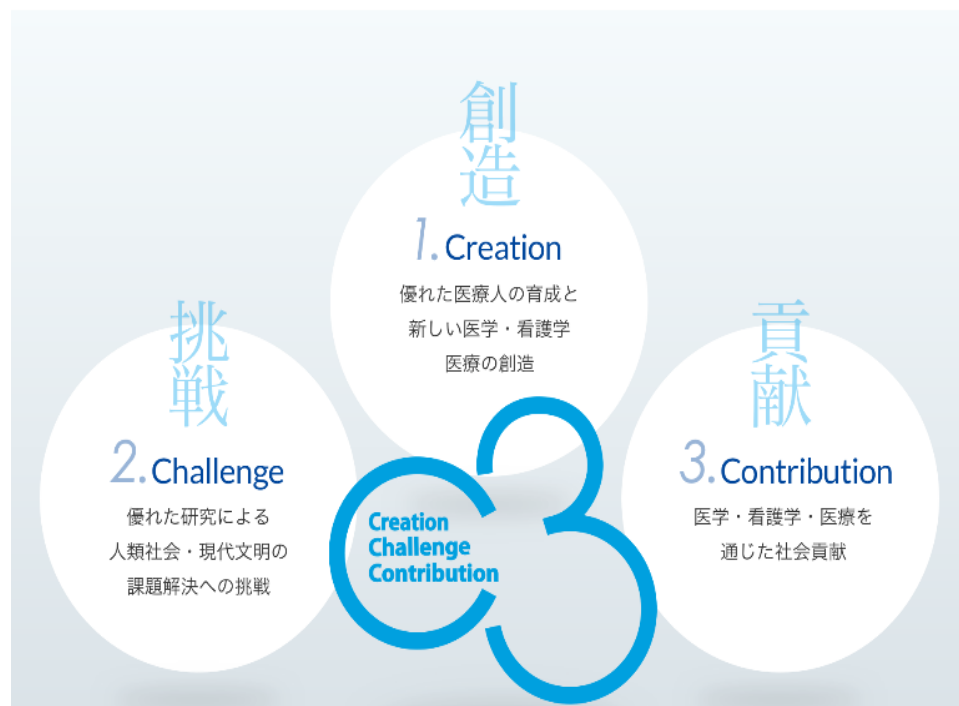 創造
1. Creation
優れた医療人の育成と
新しい医学・看護学
医療の創造
挑戦
2. Challenge
優れた研究による
人類社会・現代文明の
課題解決への挑戦
貢献
3. Contribution
医学・看護学・医療を
通じた社会貢献
Creation
Challenge
Contribution
C3